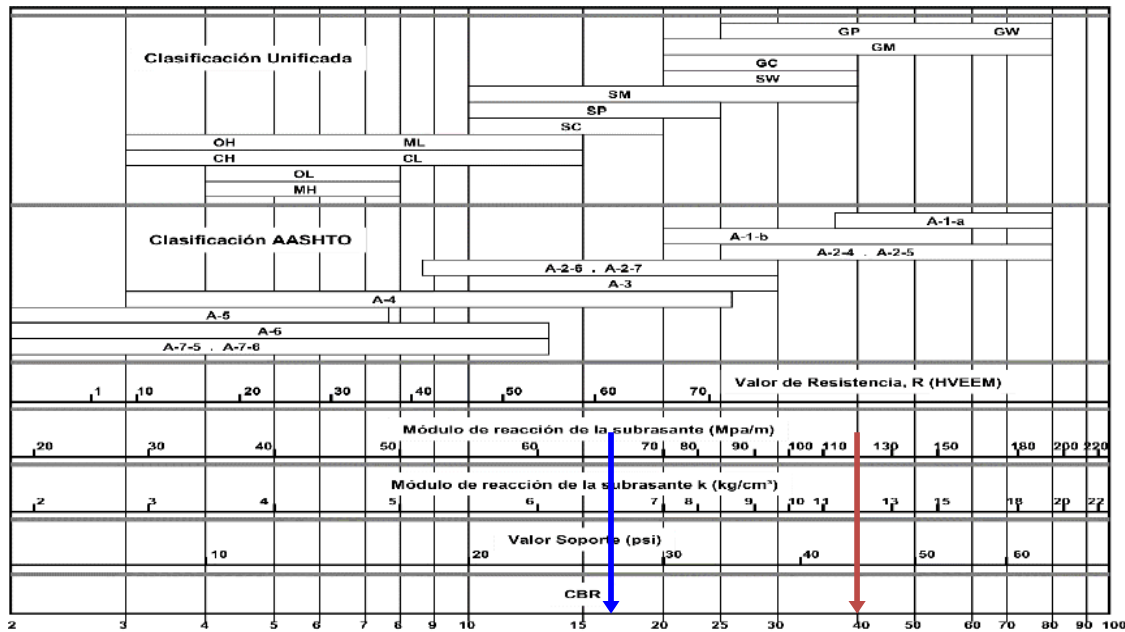 GP GW
Clasificación Unificada
GM
GC
SW
SM
SP
SC
OH ML
CH CL
OL
MH
A-1-a
Clasificación AASHTO
A-1-b
A-2-4 . A-2-5
A-2-6 . A-2-7
A-3
A-4
A-5
A-6
A-7-5 . A-7-6
Valor de Resistencia, R (HVEEM)
1 10 20 30 40 50 60 70
Módulo de reacción de la subrasante (Mpa/m)
20 30 40 50 60 70 80 90 100 110 130 150 180 200 220
Módulo de reacción de la subrasante k (kg/cm³)
2 3 4 5 6 7 8 9 10 11 13 15 18 20 22
Valor Soporte (psi)
10 20 30 40 50 60
CBR
2 3 4 5 6 7 8 9 10 15 20 25 30 40 50 60 70 80 90 100